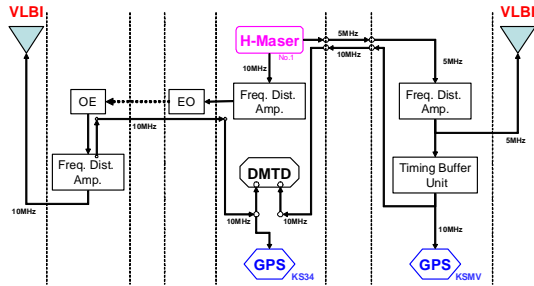 VLBI
VLBI
H-Maser
No.1
5MHz
10MHz
10MHz
5MHz
OE
EO
Freq. Dist.
Amp.
Freq. Dist.
Amp.
10MHz
Freq. Dist.
Amp.
DMTD
Timing Buffer
Unit
5MHz
10MHz
10MHz
10MHz
10MHz
GPS
KS34
GPS
KSMV